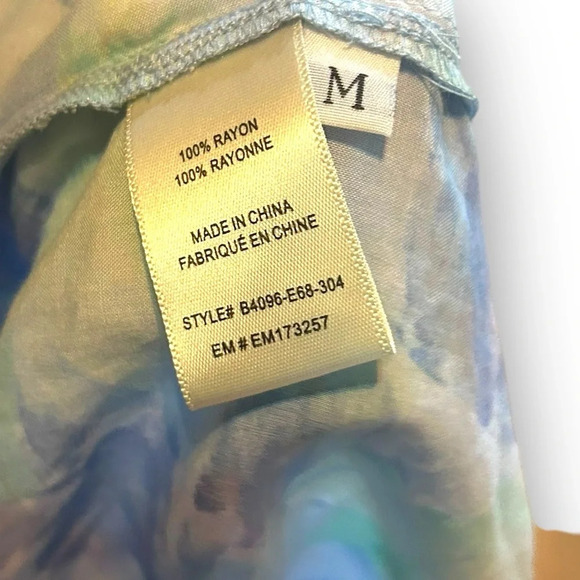 M
100% RAYON
100% RAYONNE
MADE IN CHINA
FABRIQUÉ EN CHINE
STYLE# B4096-E68-304
EM # EM173257